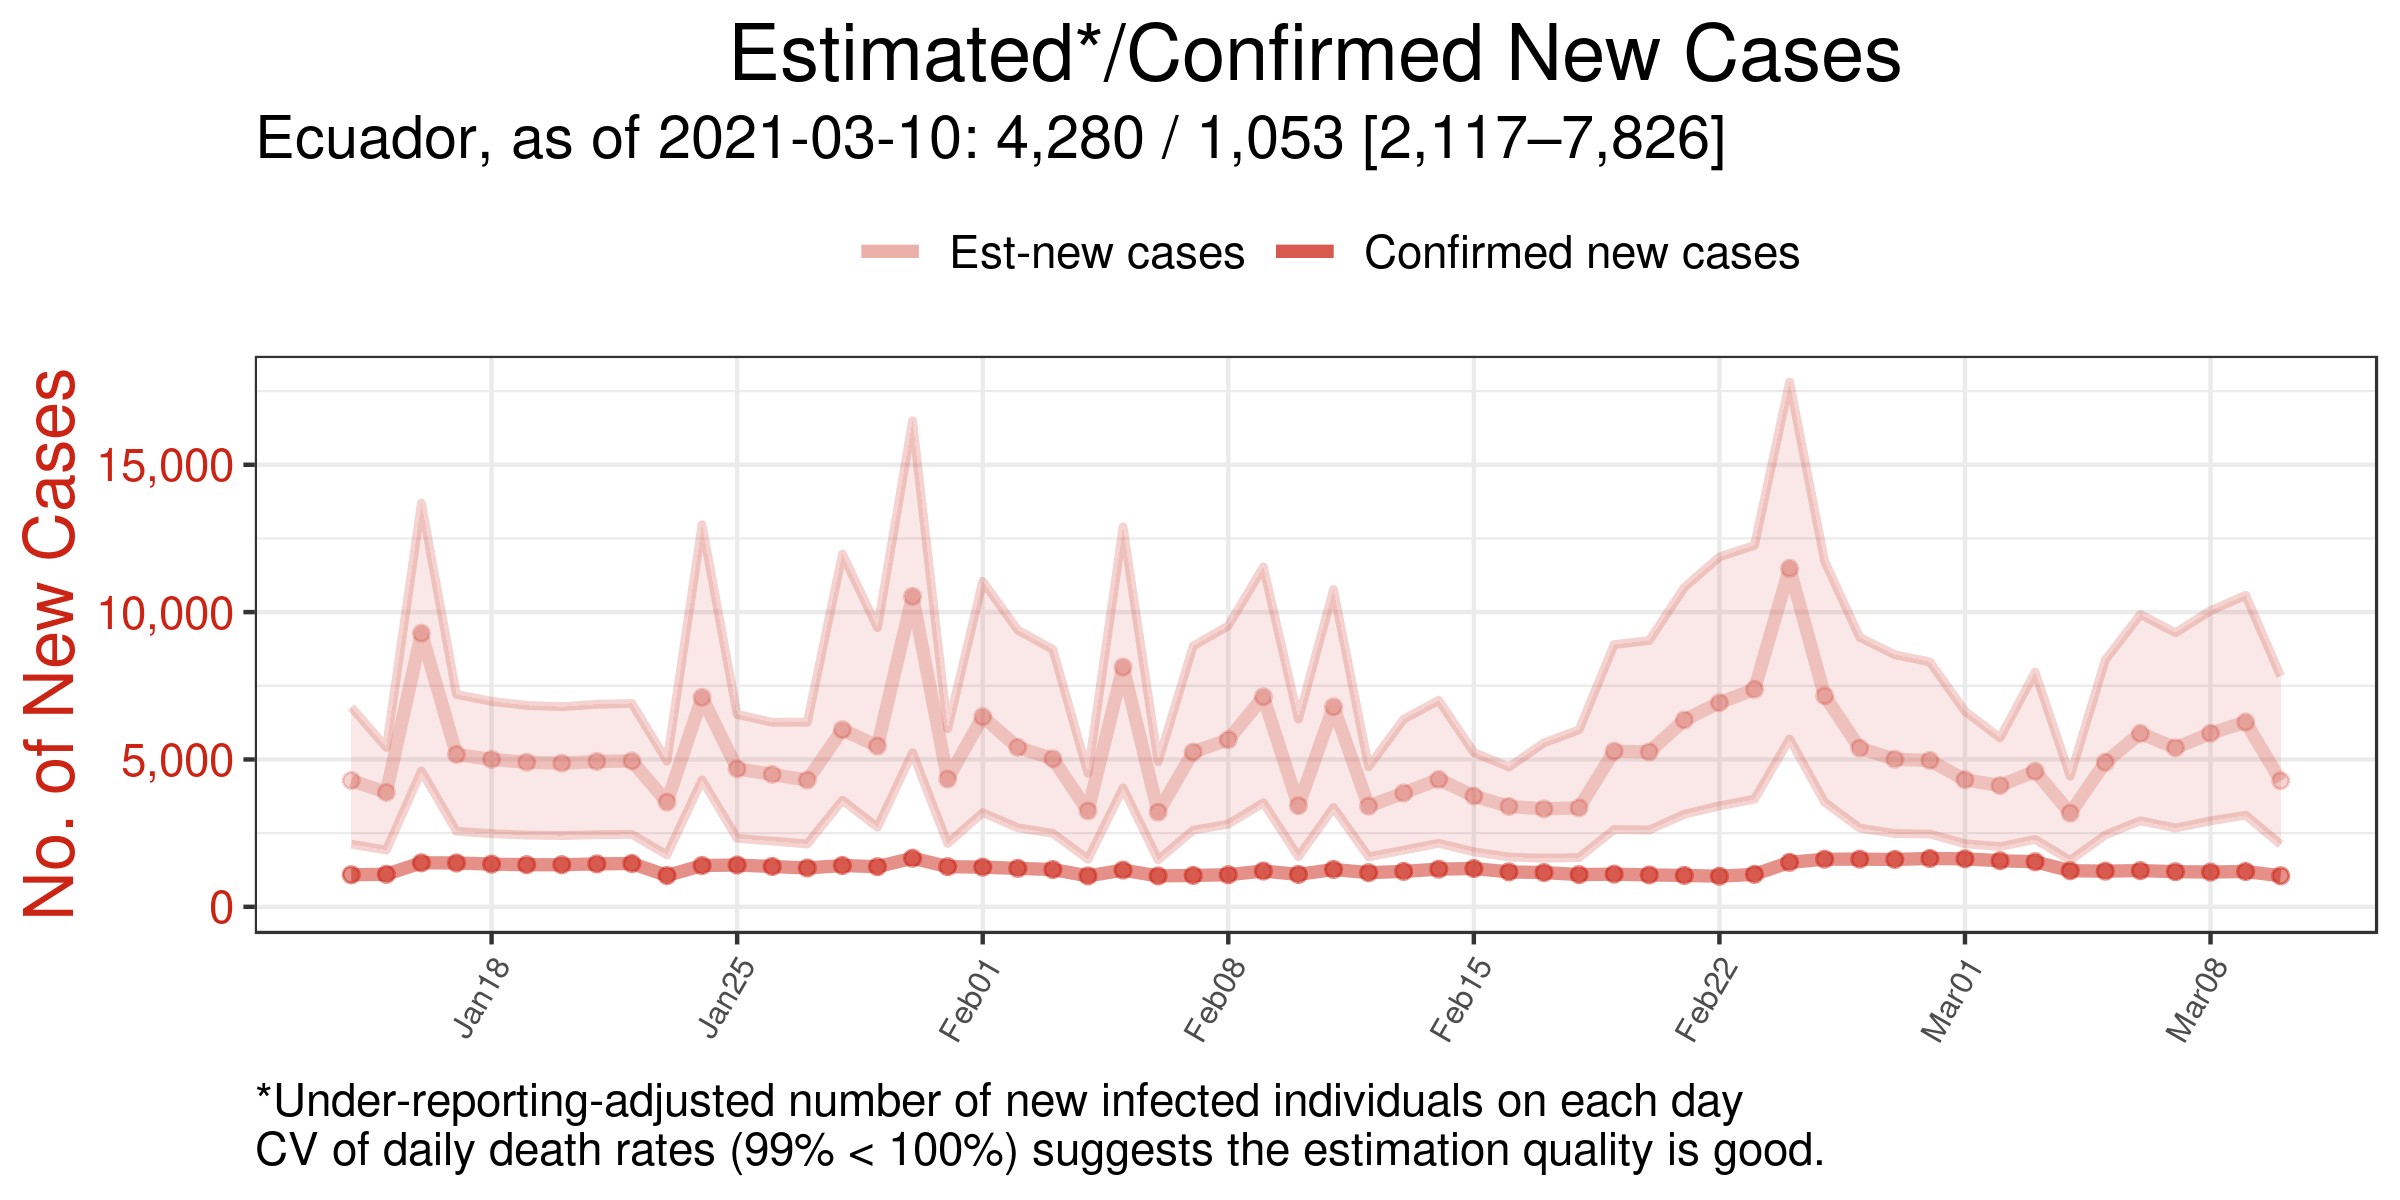 Estimated*/Confirmed New Cases
Ecuador, as of 2021-03-10: 4,280 / 1,053 [2,117–7,826]
Est-new cases Confirmed new cases
No. of New Cases
15,000
10,000
5,000
0
Jan18 Jan25 Feb01 Feb08 Feb15 Feb22 Mar01 Mar08
*Under-reporting-adjusted number of new infected individuals on each day
CV of daily death rates (99% < 100%) suggests the estimation quality is good.